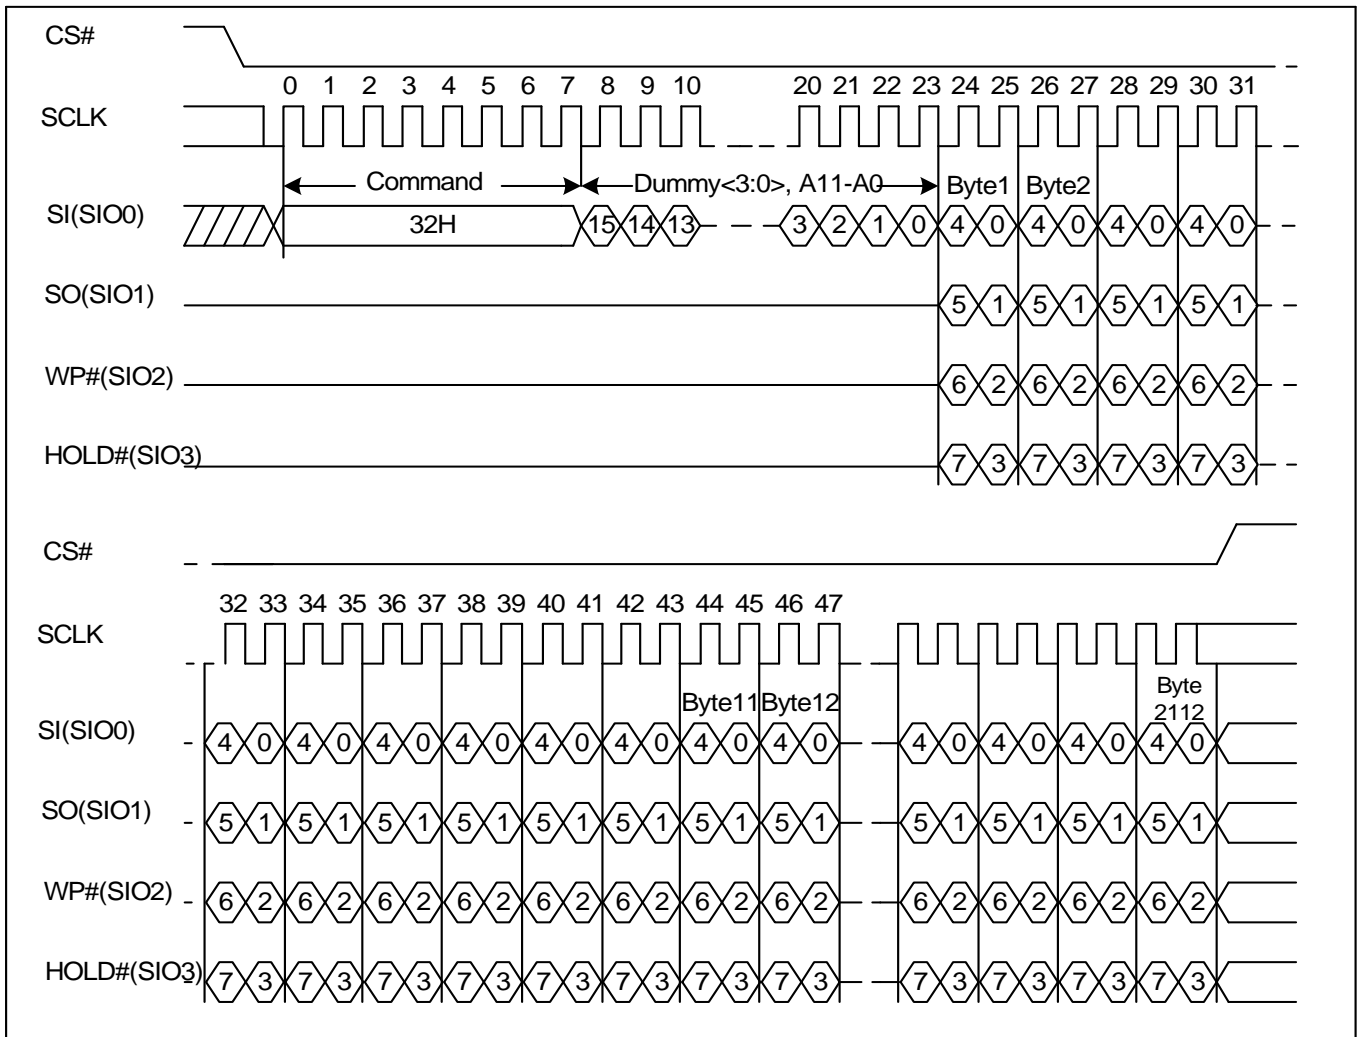 CS#
0 1 2 3 4 5 6 7 8 9 10 20 21 22 23 24 25 26 27 28 29 30 31
SCLK
Command Dummy<3:0>, A11-A0 Byte1 Byte2
SI(SIO0) 32H 15 14 13 3 2 1 0 4 0 4 0 4 0 4 0
SO(SIO1) 5 1 5 1 5 1 5 1
WP#(SIO2) 6 2 6 2 6 2 6 2
HOLD#(SIO3) 7 3 7 3 7 3 7 3
CS#
32 33 34 35 36 37 38 39 40 41 42 43 44 45 46 47
SCLK
Byte11 Byte12 Byte
2112
SI(SIO0) 4 0 4 0 4 0 4 0 4 0 4 0 4 0 4 0 4 0 4 0 4 0 4 0
SO(SIO1) 5 1 5 1 5 1 5 1 5 1 5 1 5 1 5 1 5 1 5 1 5 1 5 1
WP#(SIO2) 6 2 6 2 6 2 6 2 6 2 6 2 6 2 6 2 6 2 6 2 6 2 6 2
HOLD#(SIO3) 7 3 7 3 7 3 7 3 7 3 7 3 7 3 7 3 7 3 7 3 7 3 7 3